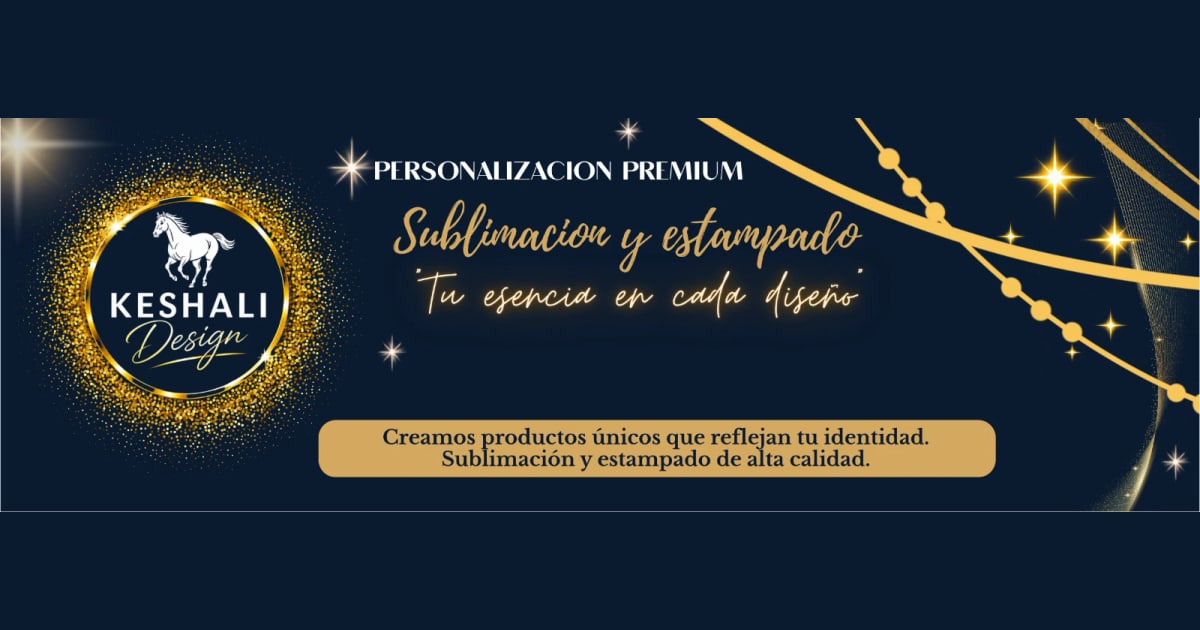 KESHALI
Design
PERSONALIZACION PREMIUM
Sublimacion y estampado
"Tu esencia en cada diseño"
Creamos productos únicos que reflejan tu identidad.
Sublimación y estampado de alta calidad.